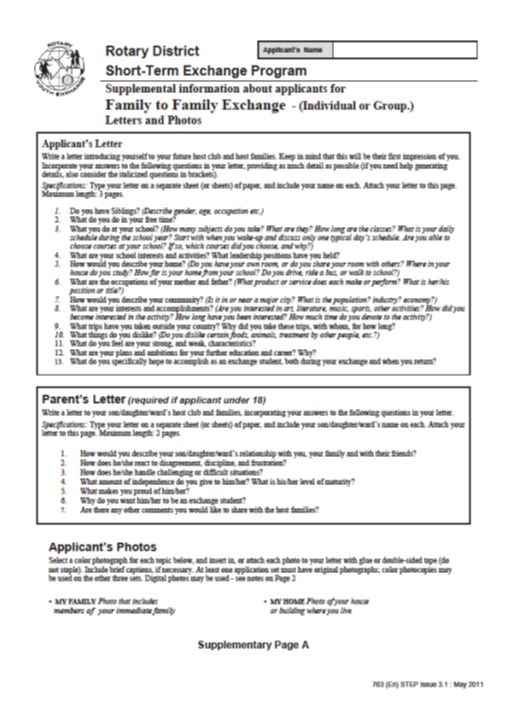 ROTARY
YOUTH EXCHANGE
Rotary District
Applicant's Name
Short-Term Exchange Program
Supplemental information about applicants for
Family to Family Exchange - (Individual or Group.)
Letters and Photos
Applicant's Letter
Write a letter introducing yourself to your future host club and host families. Keep in mind that this will be their first impression of you.
Incorporate your answers to the following questions in your letter, providing as much detail as possible (if you need help generating
details, also consider the italicized questions in brackets).
Specifications: Type your letter on a separate sheet (or sheets) of paper, and include your name on each. Attach your letter to this page.
Maximum length: 3 pages.
1. Do you have Siblings? (Describe gender, age, occupation etc.)
2. What do you do in your free time?
3. What do you do at your school? (How many subjects do you take? What are they? How long are the classes? What is your daily
schedule during the school year? Start with when you wake-up and discuss only one typical day's schedule. Are you able to
choose courses at your school? If so, which courses did you choose, and why?)
4. What are your school interests and activities? What leadership positions have you held?
5. How would you describe your home? (Do you have your own room, or do you share your room with others? Where in your
house do you study? How far is your home from your school? Do you drive, ride a bus, or walk to school?)
6. What are the occupations of your mother and father? (What product or service does each make or perform? What is her/his
position or title?)
7. How would you describe your community? (Is it in or near a major city? What is the population? industry? economy?)
8. What are your interests and accomplishments? (Are you interested in art, literature, music, sports, other activities? How did you
become interested in the activity? How long have you been interested? How much time do you devote to the activity?)
9. What trips have you taken outside your country? Why did you take these trips, with whom, for how long?
10. What things do you dislike? (Do you dislike certain foods, animals, treatment by other people, etc.?)
11. What do you feel are your strong, and weak, characteristics?
12. What are your plans and ambitions for your further education and career? Why?
13. What do you specifically hope to accomplish as an exchange student, both during your exchange and when you return?
Parent's Letter (required if applicant under 18)
Write a letter to your son/daughter/ward's host club and families, incorporating your answers to the following questions in your letter.
Specifications: Type your letter on a separate sheet (or sheets) of paper, and include your son/daughter/ward's name on each. Attach your
letter to this page. Maximum length: 2 pages.
1. How would you describe your son/daughter/ward's relationship with you, your family and with their friends?
2. How does he/she react to disagreement, discipline, and frustration?
3. How does he/she handle challenging or difficult situations?
4. What amount of independence do you give to him/her? What is his/her level of maturity?
5. What makes you proud of him/her?
6. Why do you want him/her to be an exchange student?
7. Are there any other comments you would like to share with the host families?
Applicant's Photos
Select a color photograph for each topic below, and insert in, or attach each photo to your letter with glue or double-sided tape (do
not staple). Include brief captions, if necessary. At least one application set must have original photographs; color photocopies may
be used on the other three sets. Digital photos may be used - see notes on Page 2
- MY FAMILY Photo that includes
members of your immediate family
- MY HOME Photo of your house
or building where you live
Supplementary Page A
763 (En) STEP Issue 3.1 : May 2011